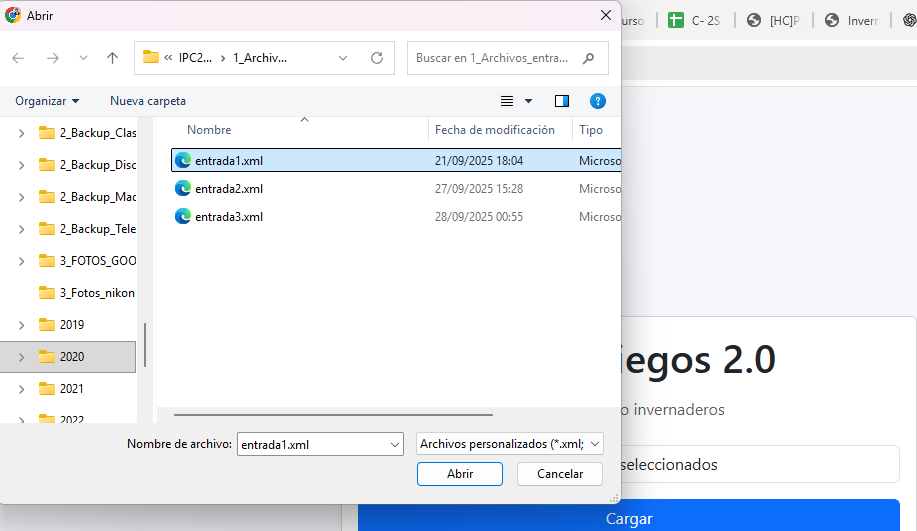 Abrir
C- 2S
[HC]P
Inverr
IPC2... 1_Archiv...
Buscar en 1_Archivos_entra...
Organizar
Nueva carpeta
Nombre
Fecha de modificación
Tipo
2_Backup_Clas
2_Backup_Disc
2_Backup_Mac
2_Backup_Tele
3_FOTOS_GOO
3_Fotos_nikon
2019
2020
2021
2022
entrada1.xml 21/09/2025 18:04 Microso
entrada2.xml 27/09/2025 15:28 Microso
entrada3.xml 28/09/2025 00:55 Microso
Nombre de archivo: entrada1.xml
Archivos personalizados (*.xml;
Abrir
Cancelar
iegos 2.0
o invernaderos
seleccionados
Cargar